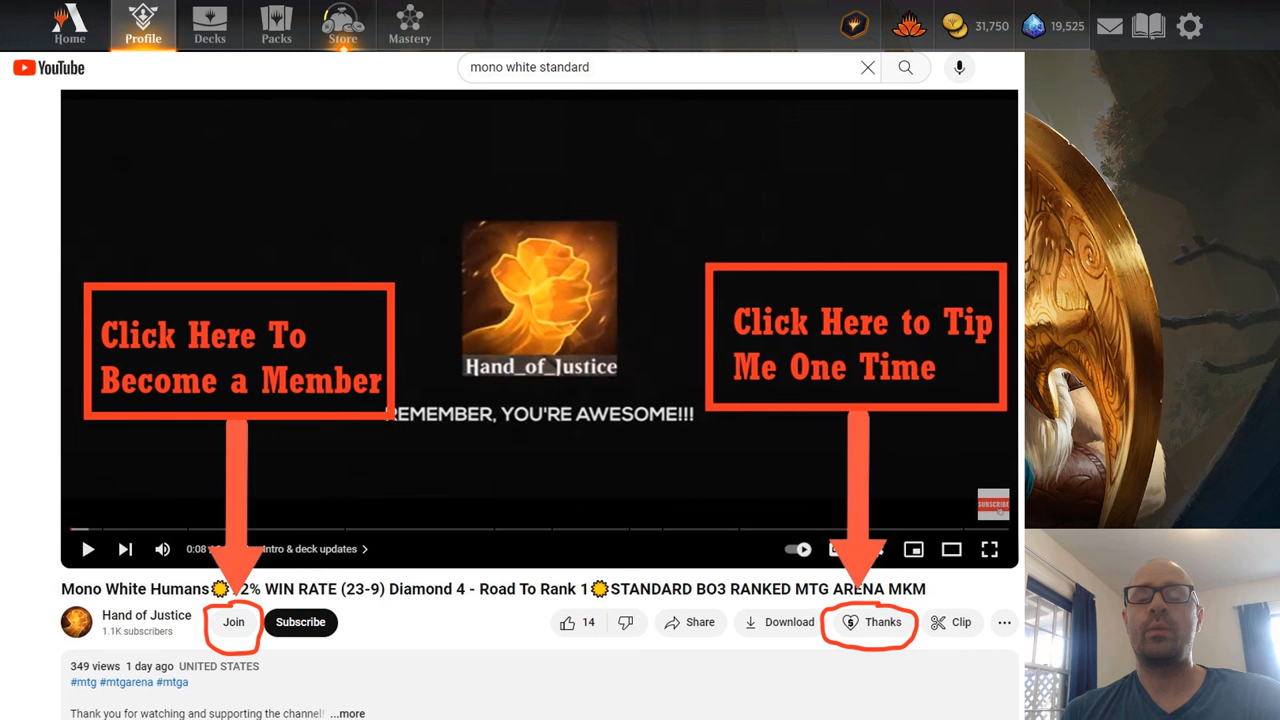 Home
Profile
Decks
Packs
Store
Mastery
31,750
19,525
YouTube
mono white standard
Click Here To
Become a Member
Hand_of_Justice
REMEMBER, YOU'RE AWESOME!!!
Click Here to Tip
Me One Time
SUBSCRIBE
0:08
Intro & deck updates >
Mono White Humans 2% WIN RATE (23-9) Diamond 4 - Road To Rank 1 STANDARD BO3 RANKED MTG ARENA MKM
Hand of Justice
1.1K subscribers
Join
Subscribe
14
Share
Download
Thanks
Clip
349 views 1 day ago UNITED STATES
#mtg #mtgarena #mtga
Thank you for watching and supporting the channel! ...more